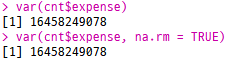 > var(cnt$expense)
[1] 16458249078
> var(cnt$expense, na.rm = TRUE)
[1] 16458249078